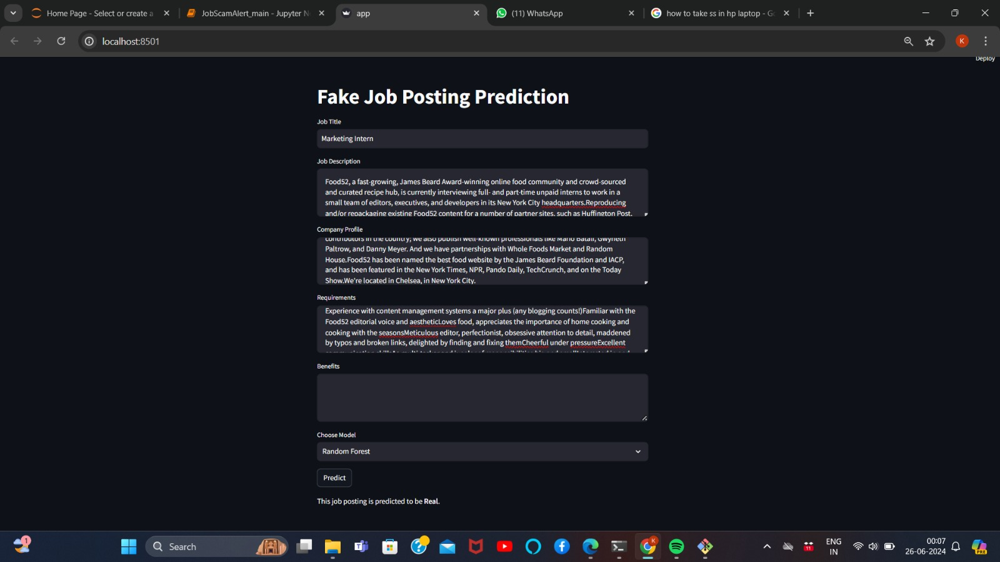 Home Page - Select or create a
JobScamAlert_main - Jupyter N
app
(11) WhatsApp
how to take ss in hp laptop - G
localhost:8501
K
Deploy
Fake Job Posting Prediction
Job Title
Marketing Intern
Job Description
Food52, a fast-growing, James Beard Award-winning online food community and crowd-sourced
and curated recipe hub, is currently interviewing full- and part-time unpaid interns to work in a
small team of editors, executives, and developers in its New York City headquarters.Reproducing
and/or repackaging existing Food52 content for a number of partner sites, such as Huffington Post,
Company Profile
contributors in the country; we also publish well-known professionals like Mario Batali, Gwyneth
Paltrow, and Danny Meyer. And we have partnerships with Whole Foods Market and Random
House.Food52 has been named the best food website by the James Beard Foundation and IACP,
and has been featured in the New York Times, NPR, Pando Daily, TechCrunch, and on the Today
Show.We're located in Chelsea, in New York City.
Requirements
Experience with content management systems a major plus (any blogging counts!)Familiar with the
Food52 editorial voice and aestheticLoves food, appreciates the importance of home cooking and
cooking with the seasonsMeticulous editor, perfectionist, obsessive attention to detail, maddened
by typos and broken links, delighted by finding and fixing themCheerful under pressureExcellent
Benefits
Choose Model
Random Forest
Predict
This job posting is predicted to be Real.
1
Search
K
11
ENG
IN
00:07
26-06-2024
PRE